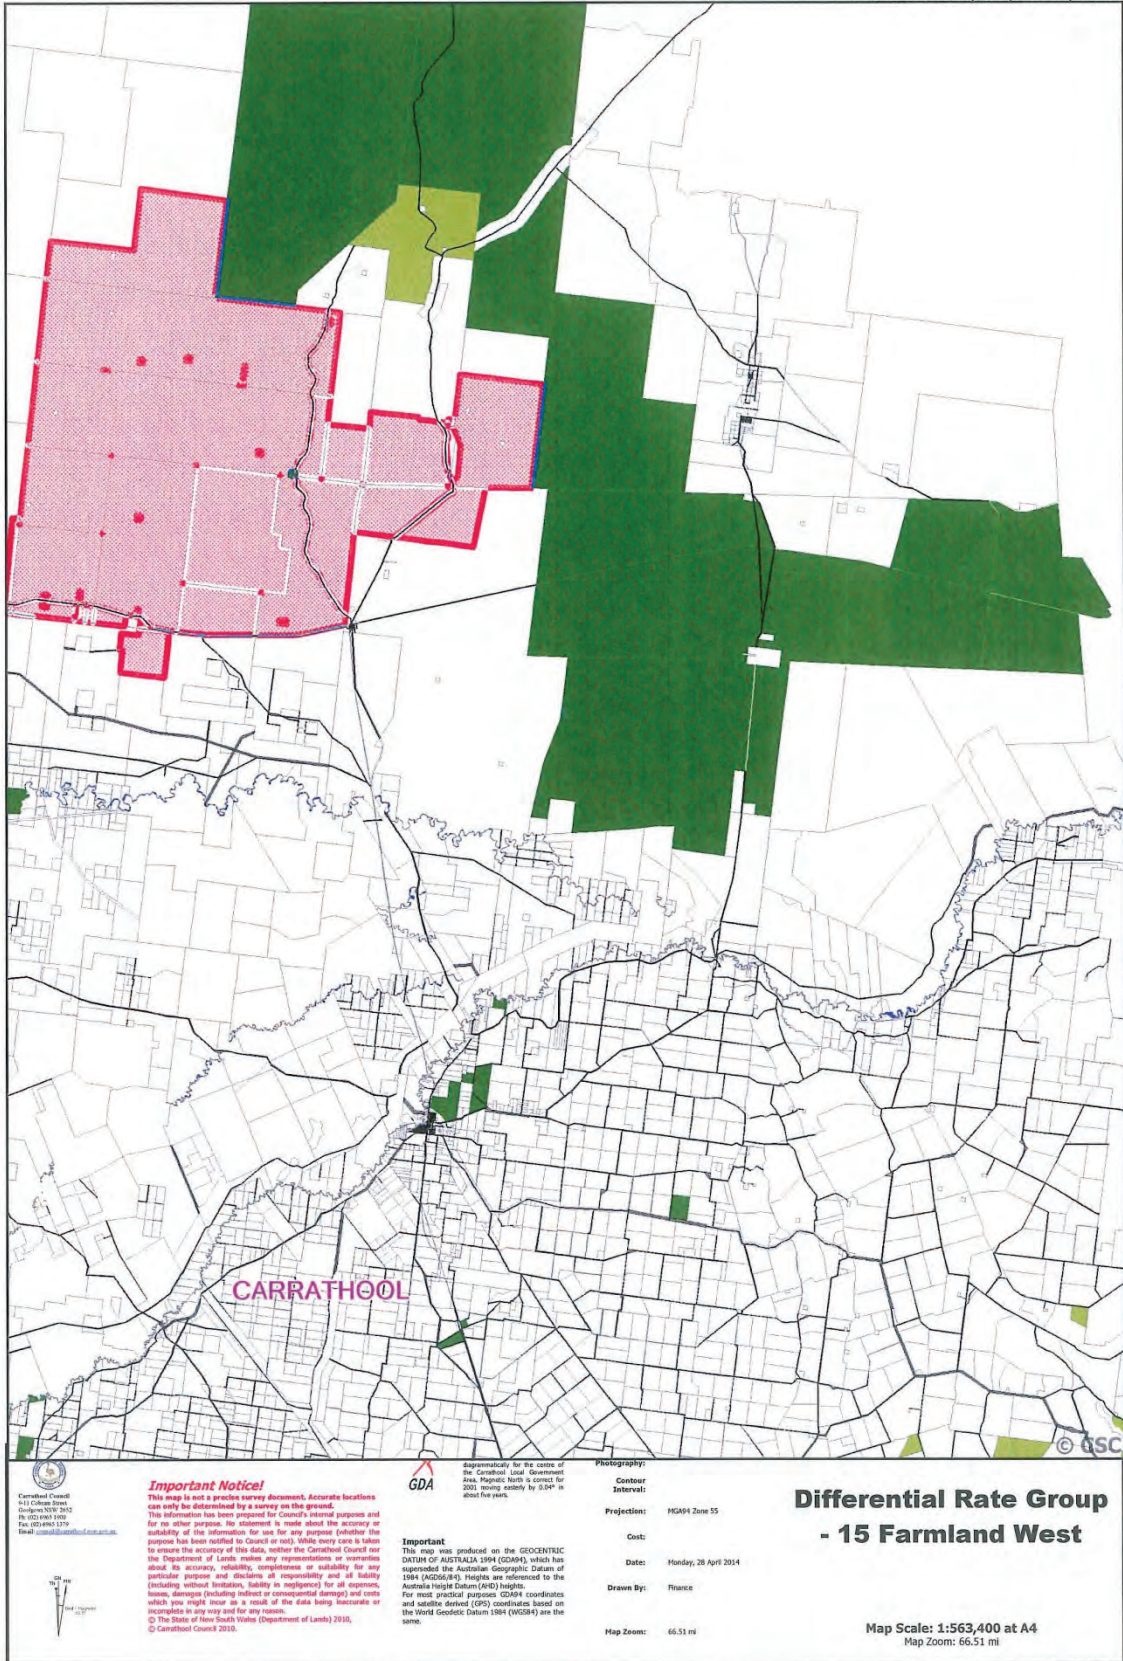 CARRATHOOL
© CSC
Carrathool Council
9-11 Cobram Street
Goolgowi NSW 2652
Ph: (02) 6965 1900
Fax: (02) 6965 1379
Email:
Important Notice!
This map is not a precise survey document. Accurate locations
can only be determined by a survey on the ground.
This information has been prepared for Council's internal purposes and
for no other purpose. No statement is made about the accuracy or
suitability of the information for use for any purpose (whether the
purpose has been notified to Council or not). While every care is taken
to ensure the accuracy of this data, neither the Carrathool Council nor
the Department of Lands makes any representations or warranties
about its accuracy, reliability, completeness or suitability for any
particular purpose and disclaims all responsibility and all liability
(including without limitation, liability in negligence) for all expenses,
losses, damages (including indirect or consequential damage) and costs
which you might incur as a result of the data being inaccurate or
incomplete in any way and for any reason.
© The State of New South Wales (Department of Lands) 2010,
© Carrathool Council 2010.
GDA
diagrammatically for the centre of
the Carrathool Local Government
Area. Magnetic North is correct for
2001 moving easterly by 0.04° in
about five years.
Important
This map was produced on the GEOCENTRIC
DATUM OF AUSTRALIA 1994 (GDA94), which has
superseded the Australian Geographic Datum of
1984 (AGD66/84). Heights are referenced to the
Australia Height Datum (AHD) heights.
For most practical purposes GDA94 coordinates
and satellite derived (GPS) coordinates based on
the World Geodetic Datum 1984 (WGS84) are the
same.
Photography:
Contour
Interval:
Projection: MGA94 Zone 55
Cost:
Date: Monday, 28 April 2014
Drawn By: Finance
Map Zoom: 66.51 mi
Differential Rate Group
- 15 Farmland West
Map Scale: 1:563,400 at A4
Map Zoom: 66.51 mi